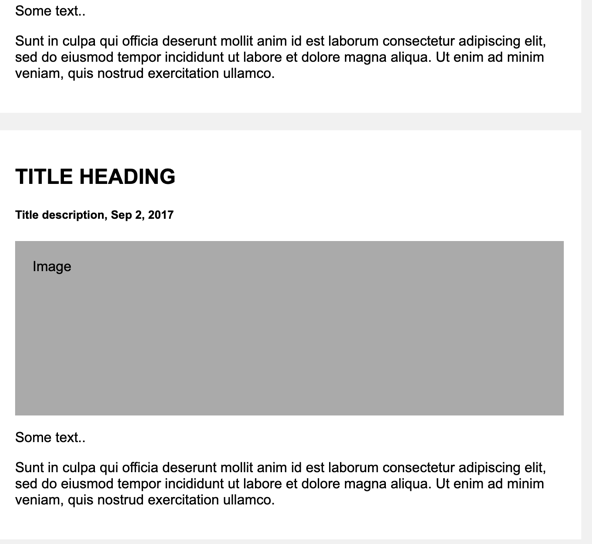 Some text..
Sunt in culpa qui officia deserunt mollit anim id est laborum consectetur adipiscing elit,
sed do eiusmod tempor incididunt ut labore et dolore magna aliqua. Ut enim ad minim
veniam, quis nostrud exercitation ullamco.
TITLE HEADING
Title description, Sep 2, 2017
Image
Some text..
Sunt in culpa qui officia deserunt mollit anim id est laborum consectetur adipiscing elit,
sed do eiusmod tempor incididunt ut labore et dolore magna aliqua. Ut enim ad minim
veniam, quis nostrud exercitation ullamco.